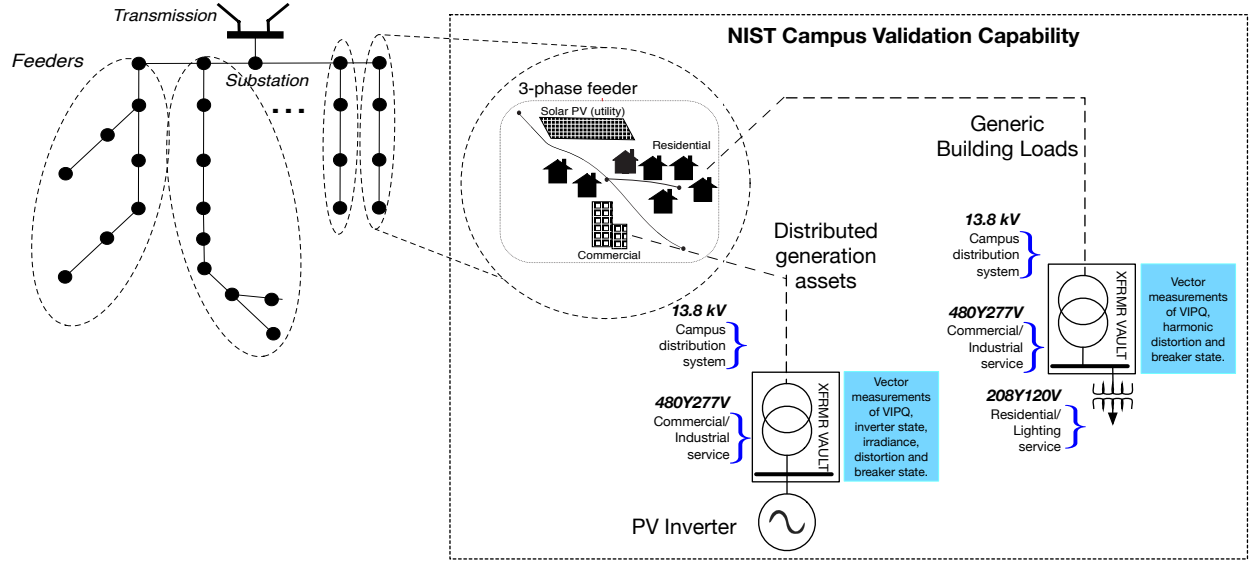 Transmission
Feeders
Substation
...
NIST Campus Validation Capability
3-phase feeder
Solar PV (utility)
Residential
Commercial
Generic
Building Loads
Distributed
generation
assets
13.8 kV
Campus
distribution
system
480Y277V
Commercial/
Industrial
service
XFRMR VAULT
Vector
measurements
of VIPQ,
inverter state,
irradiance,
distortion and
breaker state.
PV Inverter
13.8 kV
Campus
distribution
system
480Y277V
Commercial/
Industrial
service
208Y120V
Residential/
Lighting
service
XFRMR VAULT
Vector
measurements
of VIPQ,
harmonic
distortion and
breaker state.